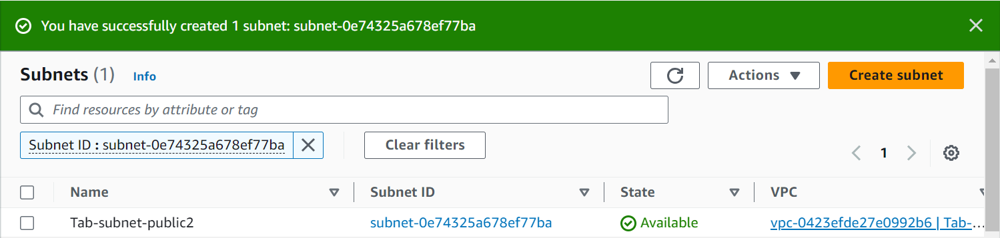 You have successfully created 1 subnet: subnet-0e74325a678ef77ba
Subnets (1) Info Actions Create subnet
Find resources by attribute or tag
Subnet ID : subnet-0e74325a678ef77ba Clear filters
1
Name Subnet ID State VPC
Tab-subnet-public2 subnet-0e74325a678ef77ba Available vpc-0423efde27e0992b6 | Tab-...